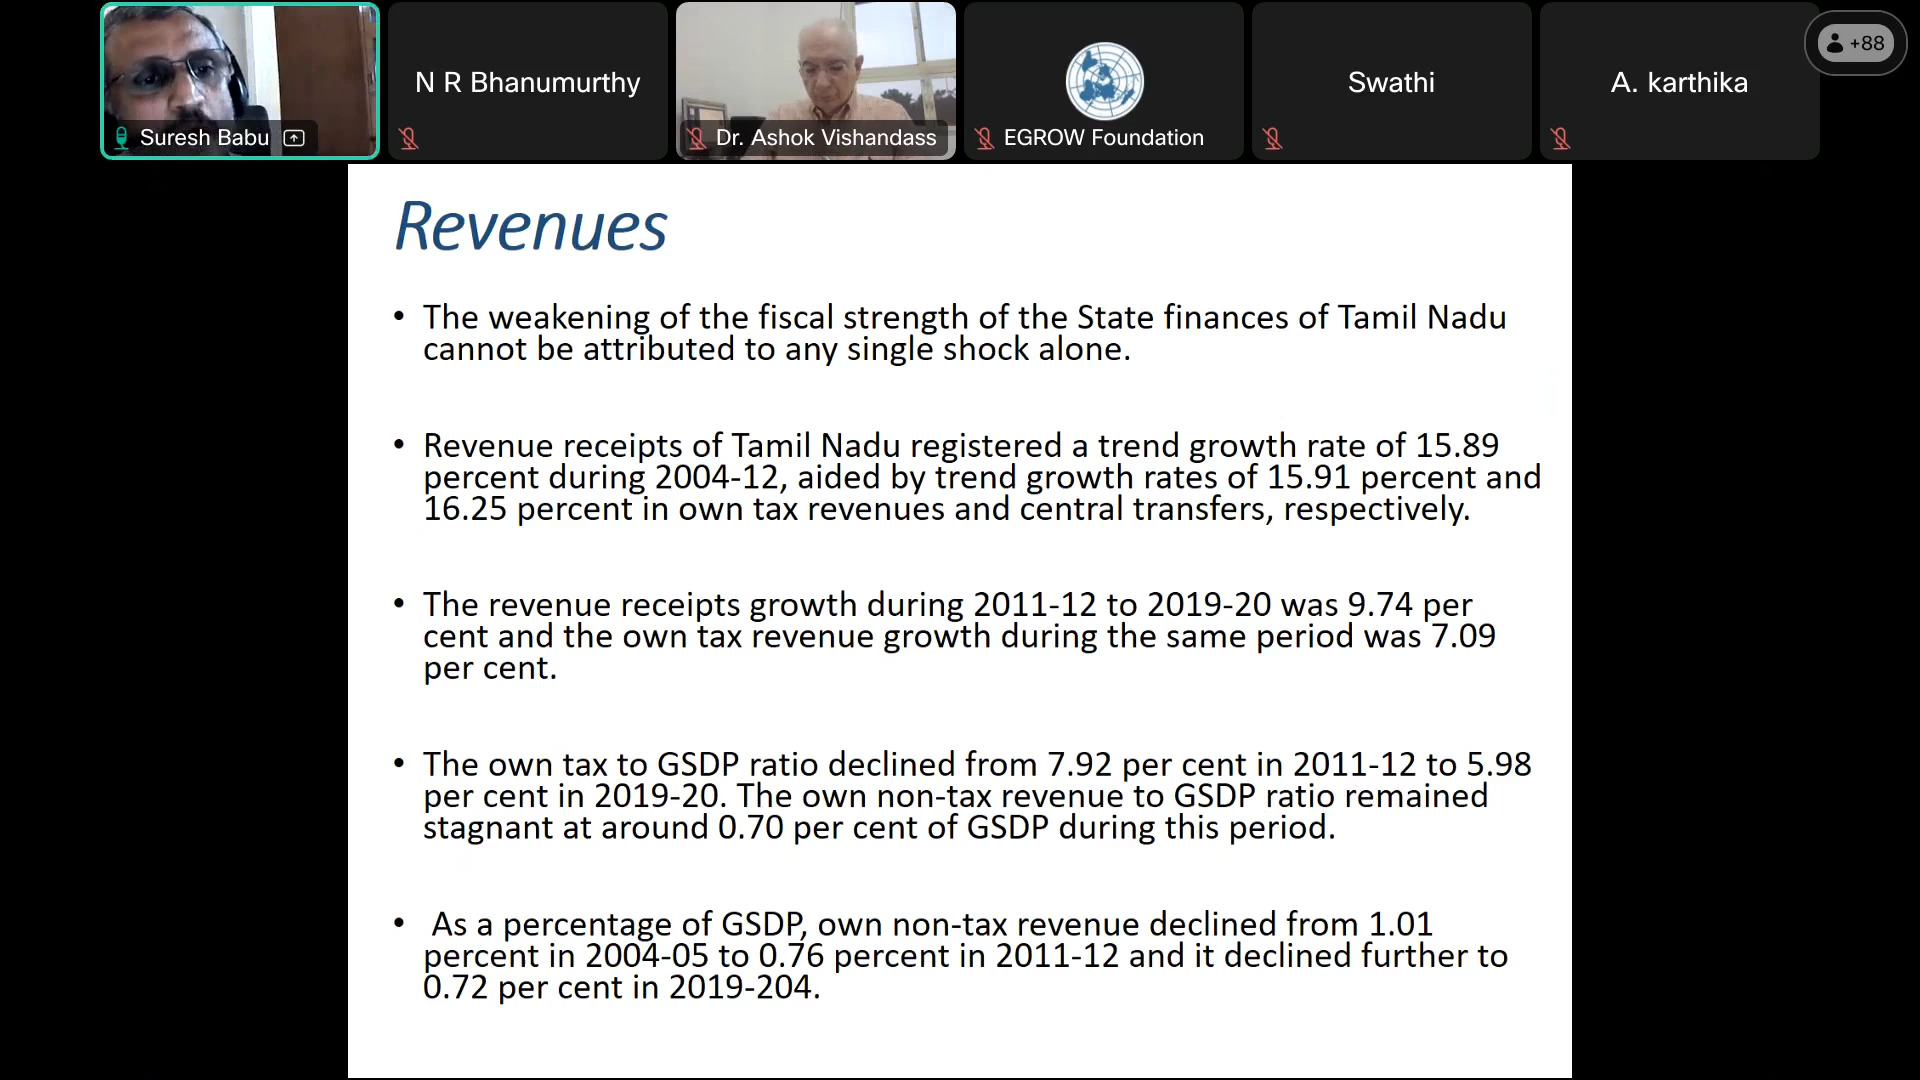 N R Bhanumurthy
Swathi
A. karthika
+88
Suresh Babu
Dr. Ashok Vishandass
EGROW Foundation
Revenues
• The weakening of the fiscal strength of the State finances of Tamil Nadu
cannot be attributed to any single shock alone.
• Revenue receipts of Tamil Nadu registered a trend growth rate of 15.89
percent during 2004-12, aided by trend growth rates of 15.91 percent and
16.25 percent in own tax revenues and central transfers, respectively.
• The revenue receipts growth during 2011-12 to 2019-20 was 9.74 per
cent and the own tax revenue growth during the same period was 7.09
per cent.
• The own tax to GSDP ratio declined from 7.92 per cent in 2011-12 to 5.98
per cent in 2019-20. The own non-tax revenue to GSDP ratio remained
stagnant at around 0.70 per cent of GSDP during this period.
• As a percentage of GSDP, own non-tax revenue declined from 1.01
percent in 2004-05 to 0.76 percent in 2011-12 and it declined further to
0.72 per cent in 2019-204.